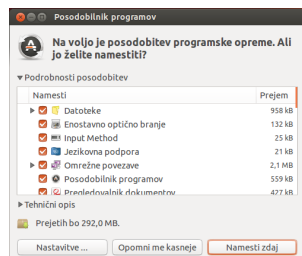 Posodobilnik programov
Na voljo je posodobitev programske opreme. Ali
jo želite namestiti?
Podrobnosti posodobitev
Namesti Prejem
Datoteke 958 kB
Enostavno optično branje 132 kB
Input Method 25 kB
Jezikovna podpora 21 kB
Omrežne povezave 2,1 MB
Posodobilnik programov 559 kB
Pregledovalnik dokumentov 427 kB
Tehnični opis
Prejetih bo 292,0 MB.
Nastavitve ... Opomni me kasneje Namesti zdaj